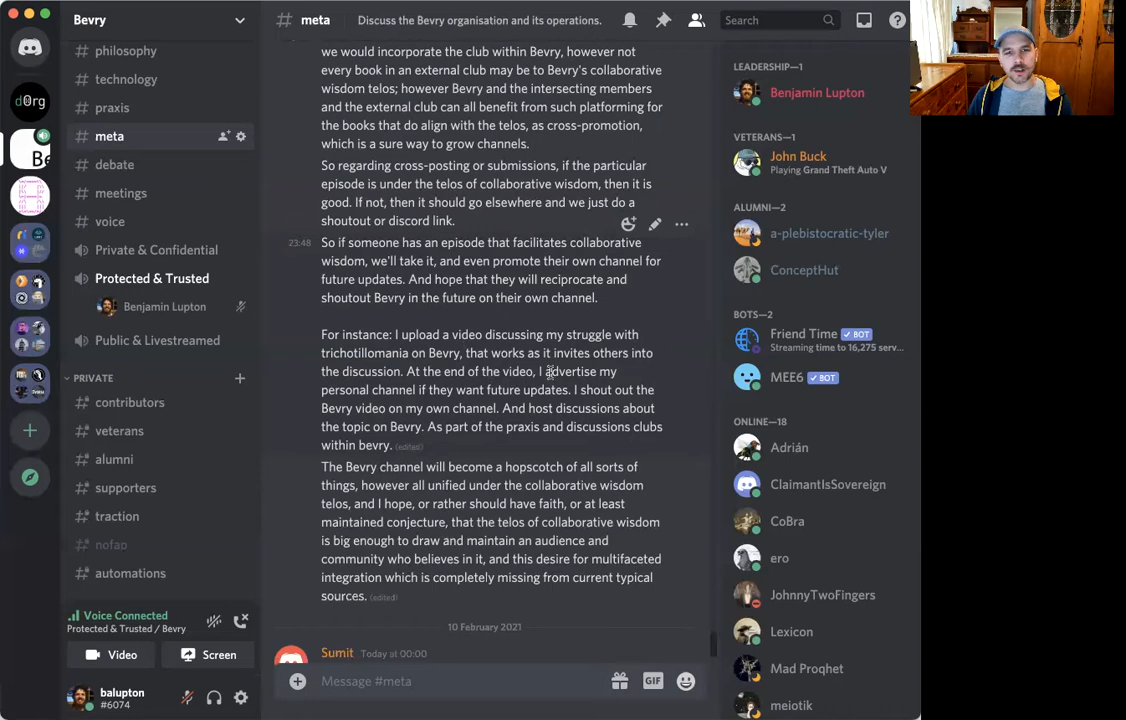 Bevry
philosophy
technology
praxis
meta
debate
meetings
voice
Private & Confidential
Protected & Trusted
Benjamin Lupton
Public & Livestreamed
PRIVATE
contributors
veterans
alumni
supporters
traction
nofap
automations
Voice Connected
Protected & Trusted / Bevry
Video
Screen
balupton
#6074
dOrg
Be
meta
Discuss the Bevry organisation and its operations.
Search
we would incorporate the club within Bevry, however not
every book in an external club may be to Bevry's collaborative
wisdom telos; however Bevry and the intersecting members
and the external club can all benefit from such platforming for
the books that do align with the telos, as cross-promotion,
which is a sure way to grow channels.
So regarding cross-posting or submissions, if the particular
episode is under the telos of collaborative wisdom, then it is
good. If not, then it should go elsewhere and we just do a
shoutout or discord link.
23:48
So if someone has an episode that facilitates collaborative
wisdom, we'll take it, and even promote their own channel for
future updates. And hope that they will reciprocate and
shoutout Bevry in the future on their own channel.
For instance: I upload a video discussing my struggle with
trichotillomania on Bevry, that works as it invites others into
the discussion. At the end of the video, I advertise my
personal channel if they want future updates. I shout out the
Bevry video on my own channel. And host discussions about
the topic on Bevry. As part of the praxis and discussions clubs
within bevry. (edited)
The Bevry channel will become a hopscotch of all sorts of
things, however all unified under the collaborative wisdom
telos, and I hope, or rather should have faith, or at least
maintained conjecture, that the telos of collaborative wisdom
is big enough to draw and maintain an audience and
community who believes in it, and this desire for multifaceted
integration which is completely missing from current typical
sources. (edited)
10 February 2021
Sumit Today at 00:00
Message #meta
GIF
LEADERSHIP—1
Benjamin Lupton
VETERANS—1
John Buck
Playing Grand Theft Auto V
ALUMNI—2
a-plebistocratic-tyler
ConceptHut
BOTS—2
Friend Time BOT
Streaming time to 16,275 serv...
MEE6 BOT
ONLINE—18
Adrián
ClaimantIsSovereign
CoBra
ero
JohnnyTwoFingers
Lexicon
Mad Proqhet
meiotik